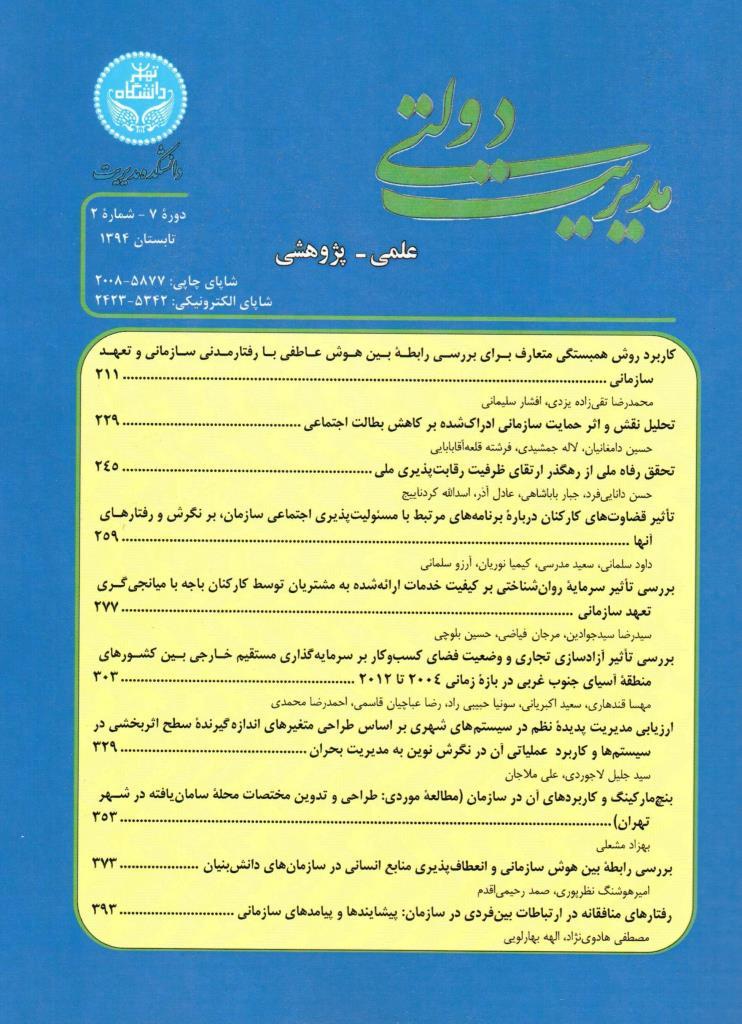 تهران
دانشگاه
دانشکده مدیریت
مدیریت دولتی
علمی - پژوهشی
دورهٔ ۷ - شمارهٔ ۲
تابستان ۱۳۹۴
شاپای چاپی: ۵۸۷۷-۲۰۰۸
شاپای الکترونیکی: ۵۳۴۲-۲۴۲۳
کاربرد روش همبستگی متعارف برای بررسی رابطهٔ بین هوش عاطفی با رفتارمدنی سازمانی و تعهد
سازمانی ........ ۲۱۱
محمدرضا تقی‌زاده یزدی، افشار سلیمانی
تحلیل نقش و اثر حمایت سازمانی ادراک‌شده بر کاهش بطالت اجتماعی ........ ۲۲۹
حسین دامغانیان، لاله جمشیدی، فرشته قلعه‌آقابابایی
تحقق رفاه ملی از رهگذر ارتقای ظرفیت رقابت‌پذیری ملی ........ ۲۴۵
حسن دانایی‌فرد، جبار باباشاهی، عادل آذر، اسدالله کردناییج
تأثیر قضاوت‌های کارکنان دربارهٔ برنامه‌های مرتبط با مسئولیت‌پذیری اجتماعی سازمان، بر نگرش و رفتارهای
آنها ........ ۲۵۹
داود سلمانی، سعید مدرسی، کیمیا نوریان، آرزو سلمانی
بررسی تأثیر سرمایهٔ روان‌شناختی بر کیفیت خدمات ارائه‌شده به مشتریان توسط کارکنان باجه با میانجی‌گری
تعهد سازمانی ........ ۲۷۷
سیدرضا سیدجوادین، مرجان فیاضی، حسین بلوچی
بررسی تأثیر آزادسازی تجاری و وضعیت فضای کسب‌وکار بر سرمایه‌گذاری مستقیم خارجی بین کشورهای
منطقهٔ آسیای جنوب غربی در بازهٔ زمانی ۲۰۰۴ تا ۲۰۱۲ ........ ۳۰۳
مهسا قندهاری، سعید اکبریانی، سونیا حبیبی راد، رضا عباچیان قاسمی، احمدرضا محمدی
ارزیابی مدیریت پدیدهٔ نظم در سیستم‌های شهری بر اساس طراحی متغیرهای اندازه‌گیرندهٔ سطح اثربخشی در
سیستم‌ها و کاربرد عملیاتی آن در نگرش نوین به مدیریت بحران ........ ۳۲۹
سید جلیل لاجوردی، علی ملاجان
بنچ‌مارکینگ و کاربردهای آن در سازمان (مطالعهٔ موردی: طراحی و تدوین مختصات محلهٔ سامان‌یافته در شهر
تهران) ........ ۳۵۳
بهزاد مشعلی
بررسی رابطهٔ بین هوش سازمانی و انعطاف‌پذیری منابع انسانی در سازمان‌های دانش‌بنیان ........ ۳۷۳
امیرهوشنگ نظرپوری، صمد رحیمی‌اقدم
رفتارهای منافقانه در ارتباطات بین‌فردی در سازمان: پیشایندها و پیامدهای سازمانی ........ ۳۹۳
مصطفی هادوی‌نژاد، الهه بهارلویی